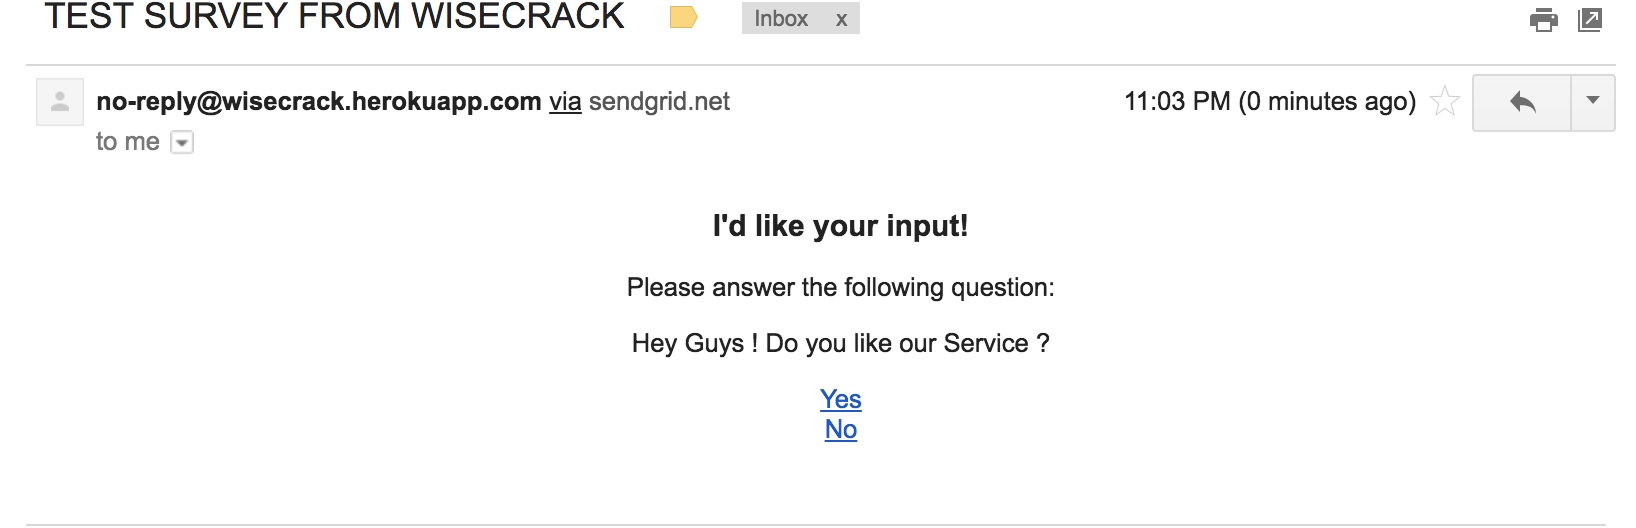 TEST SURVEY FROM WISECRACK Inbox x
no-reply@wisecrack.herokuapp.com via sendgrid.net 11:03 PM (0 minutes ago)
to me
I'd like your input!
Please answer the following question:
Hey Guys ! Do you like our Service ?
Yes
No